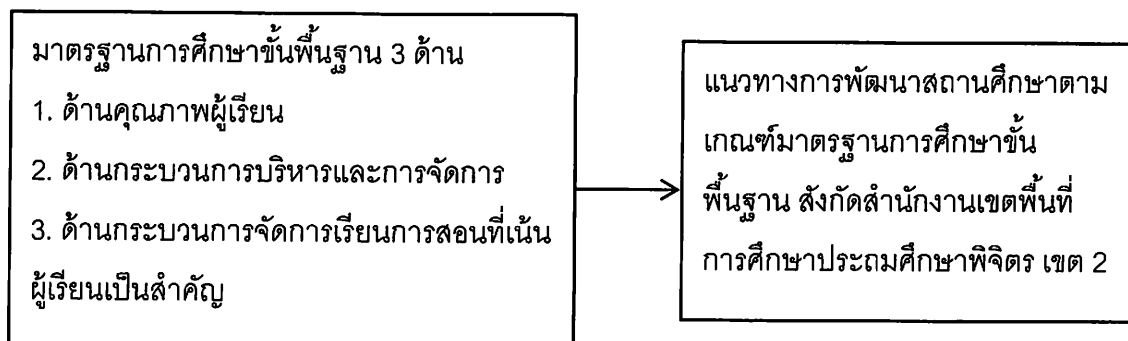 มาตรฐานการศึกษาขั้นพื้นฐาน 3 ด้าน
1. ด้านคุณภาพผู้เรียน
2. ด้านกระบวนการบริหารและการจัดการ
3. ด้านกระบวนการจัดการเรียนการสอนที่เน้น
ผู้เรียนเป็นสำคัญ
แนวทางการพัฒนาสถานศึกษาตาม
เกณฑ์มาตรฐานการศึกษาขั้น
พื้นฐาน สังกัดสำนักงานเขตพื้นที่
การศึกษาประถมศึกษาพิจิตร เขต 2